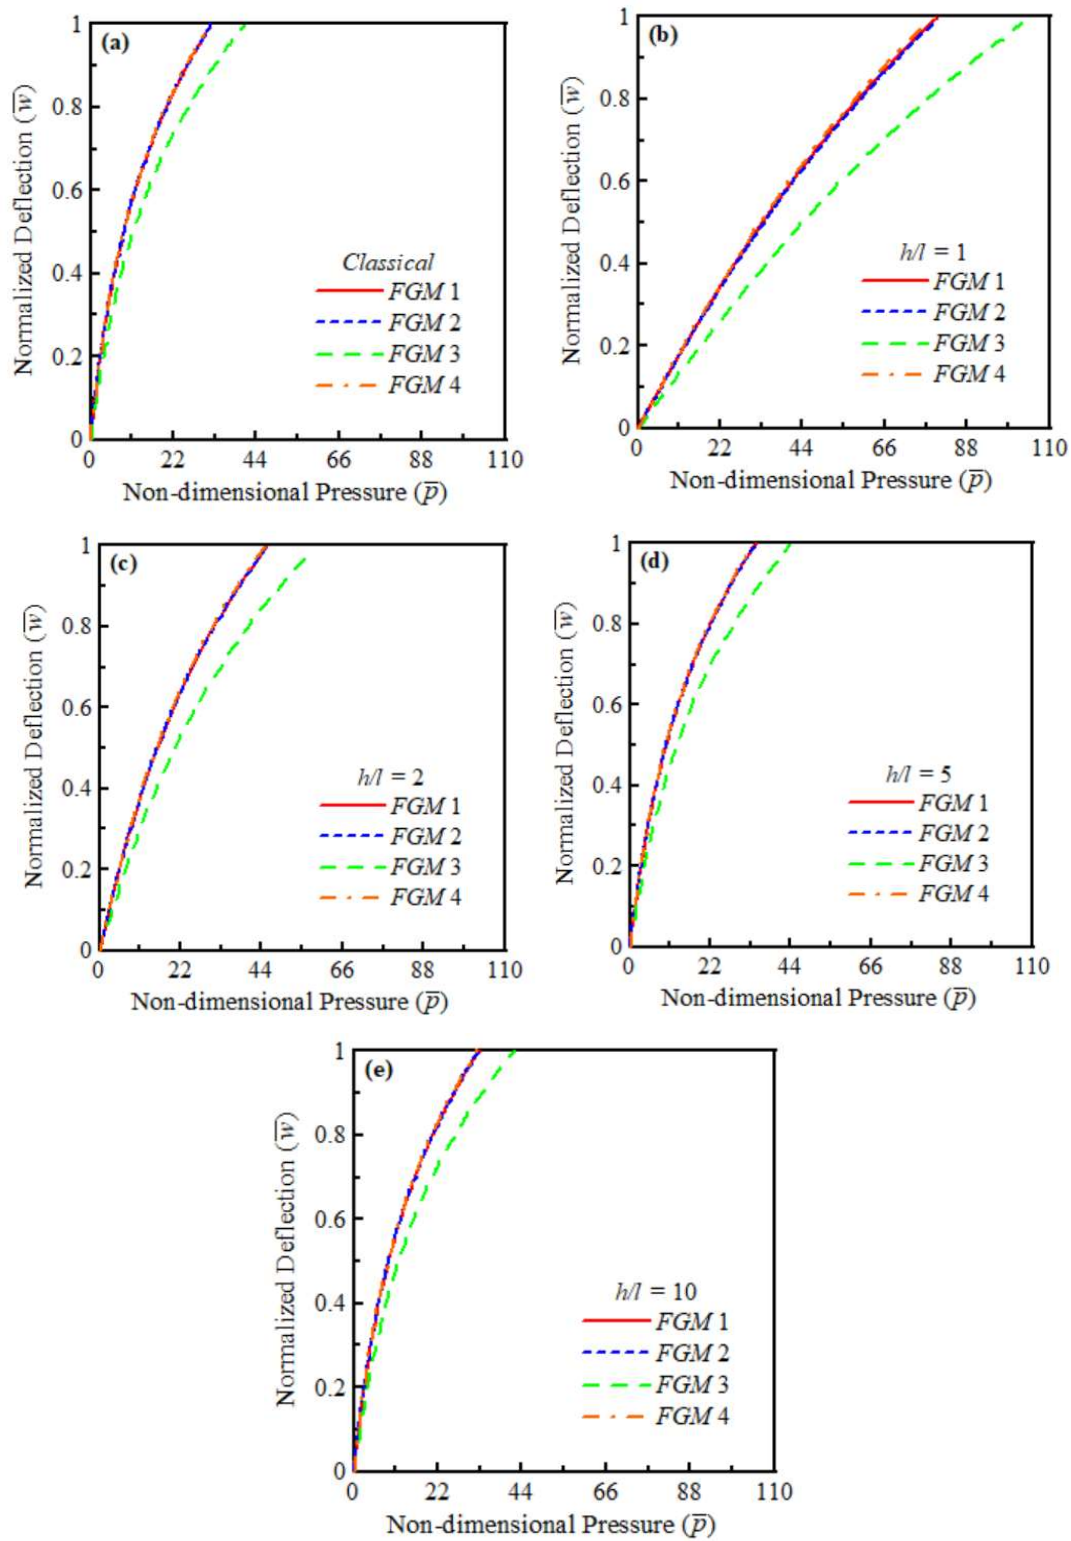 (a)
Normalized Deflection (w̅)
1
0.8
0.6
0.4
0.2
0
Classical
FGM 1
FGM 2
FGM 3
FGM 4
0 22 44 66 88 110
Non-dimensional Pressure (p̅)
(b)
Normalized Deflection (w̅)
1
0.8
0.6
0.4
0.2
0
h/l = 1
FGM 1
FGM 2
FGM 3
FGM 4
0 22 44 66 88 110
Non-dimensional Pressure (p̅)
(c)
Normalized Deflection (w̅)
1
0.8
0.6
0.4
0.2
0
h/l = 2
FGM 1
FGM 2
FGM 3
FGM 4
0 22 44 66 88 110
Non-dimensional Pressure (p̅)
(d)
Normalized Deflection (w̅)
1
0.8
0.6
0.4
0.2
0
h/l = 5
FGM 1
FGM 2
FGM 3
FGM 4
0 22 44 66 88 110
Non-dimensional Pressure (p̅)
(e)
Normalized Deflection (w̅)
1
0.8
0.6
0.4
0.2
0
h/l = 10
FGM 1
FGM 2
FGM 3
FGM 4
0 22 44 66 88 110
Non-dimensional Pressure (p̅)